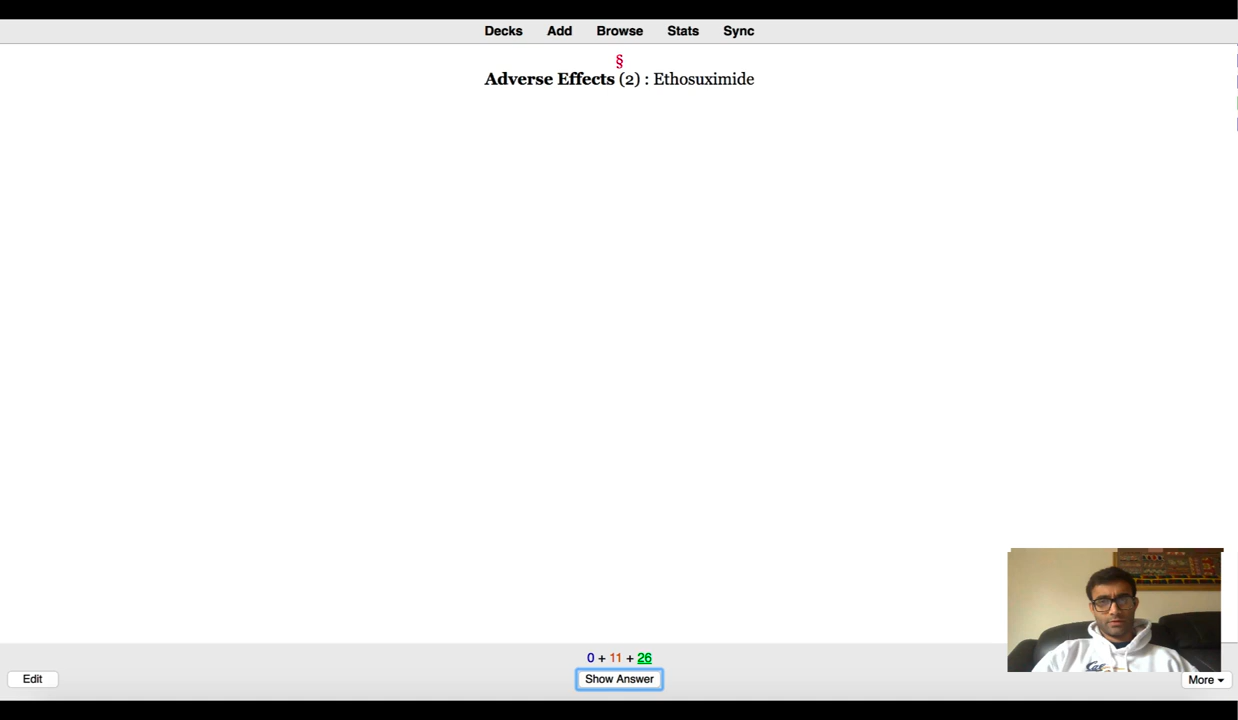 Decks Add Browse Stats Sync
§
Adverse Effects (2) : Ethosuximide
0 + 11 + 26
Edit Show Answer More